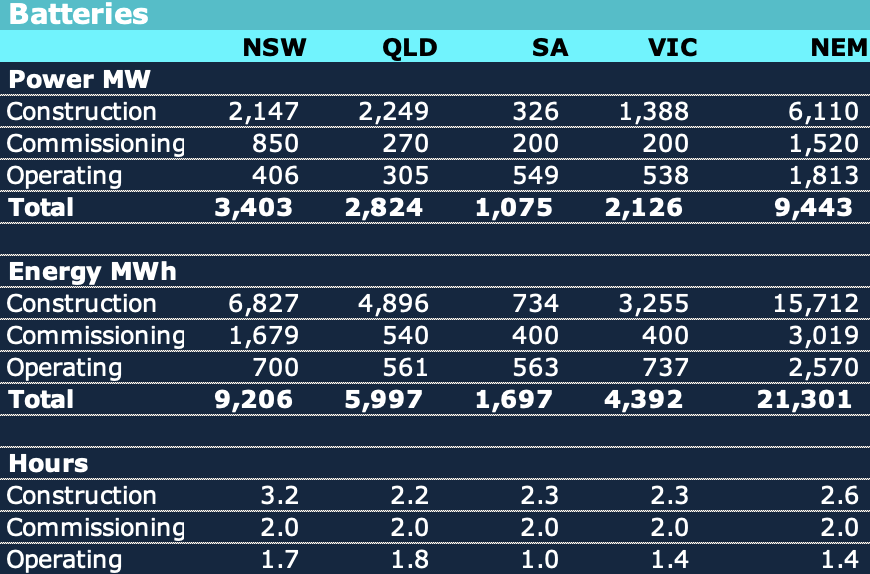 Batteries
NSW QLD SA VIC NEM
Power MW
Construction 2,147 2,249 326 1,388 6,110
Commissioning 850 270 200 200 1,520
Operating 406 305 549 538 1,813
Total 3,403 2,824 1,075 2,126 9,443
Energy MWh
Construction 6,827 4,896 734 3,255 15,712
Commissioning 1,679 540 400 400 3,019
Operating 700 561 563 737 2,570
Total 9,206 5,997 1,697 4,392 21,301
Hours
Construction 3.2 2.2 2.3 2.3 2.6
Commissioning 2.0 2.0 2.0 2.0 2.0
Operating 1.7 1.8 1.0 1.4 1.4